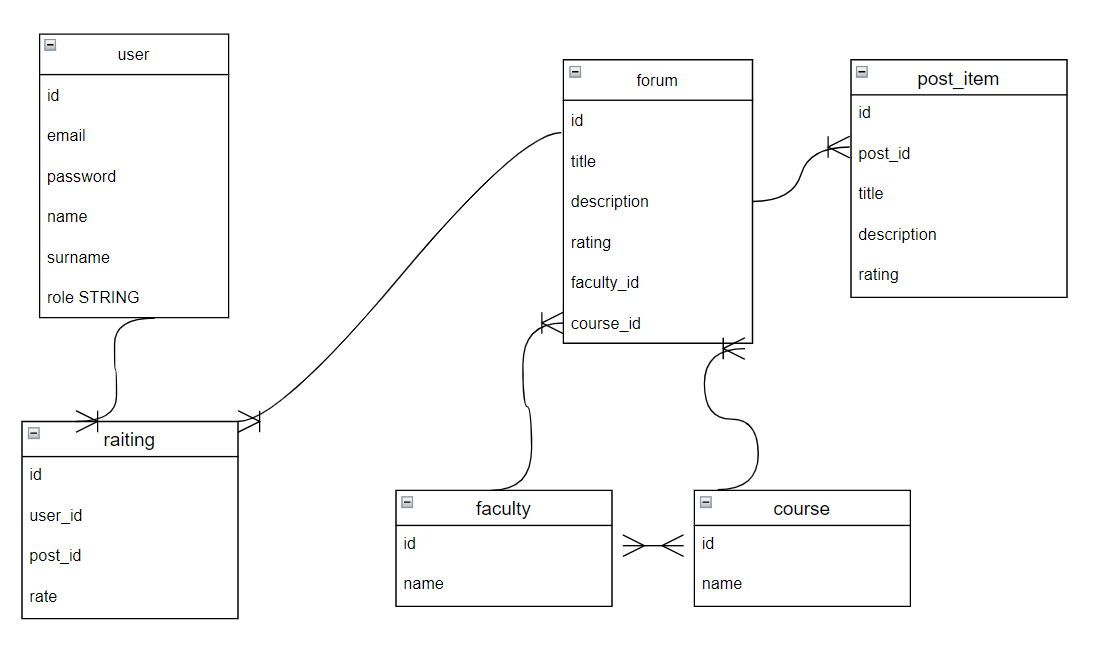 user
id
email
password
name
surname
role STRING
forum
id
title
description
rating
faculty_id
course_id
post_item
id
post_id
title
description
rating
raiting
id
user_id
post_id
rate
faculty
id
name
course
id
name